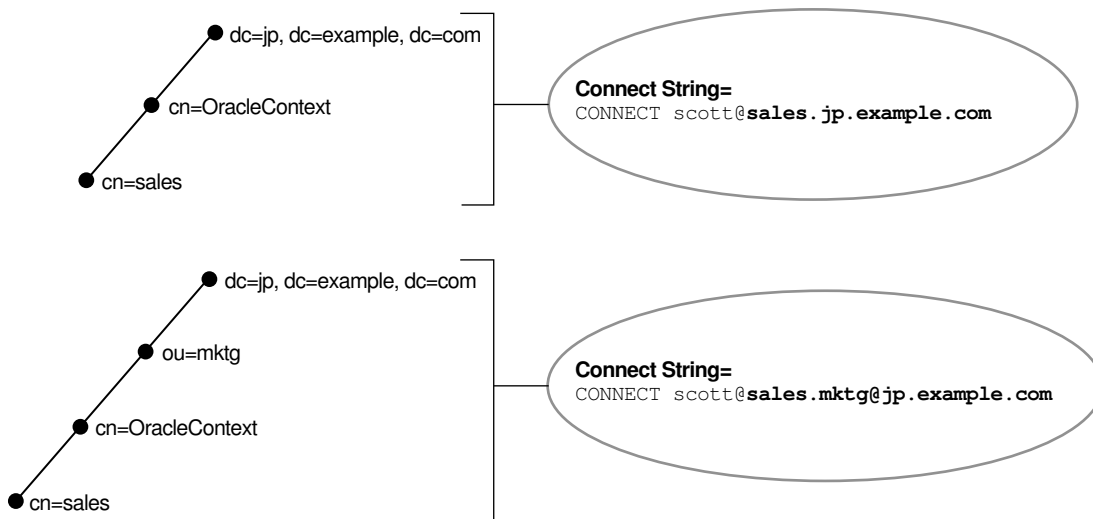 dc=jp, dc=example, dc=com
cn=OracleContext
cn=sales
Connect String=
CONNECT scott@sales.jp.example.com
dc=jp, dc=example, dc=com
ou=mktg
cn=OracleContext
cn=sales
Connect String=
CONNECT scott@sales.mktg@jp.example.com